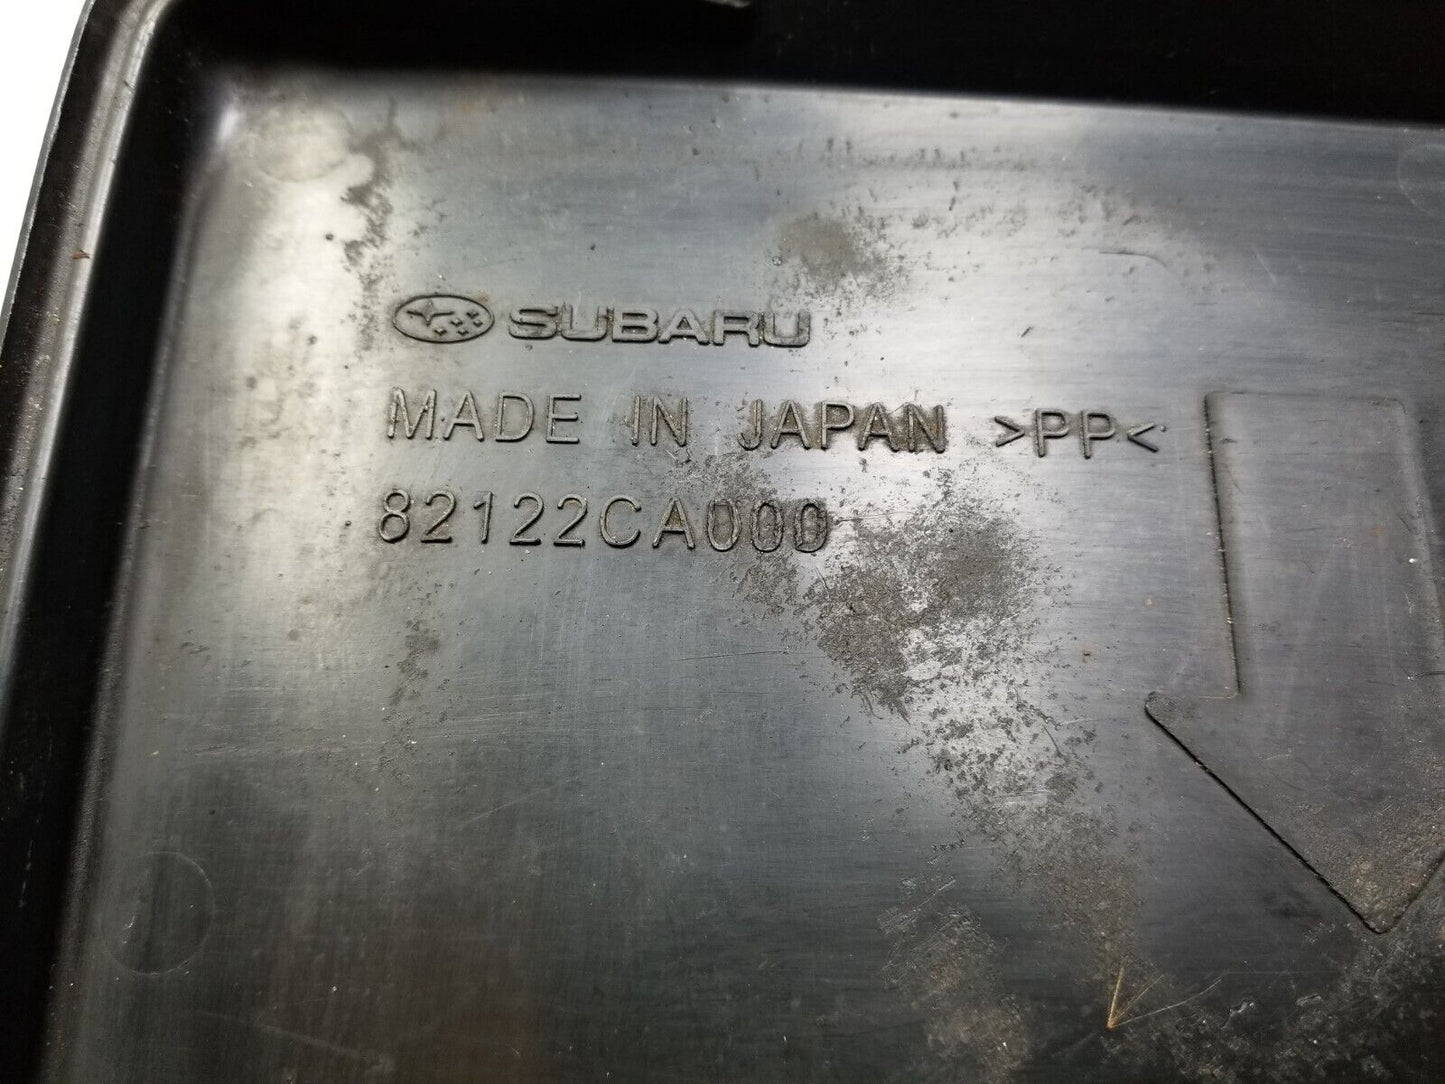 SUBARU
MADE IN JAPAN >PP<
82122CA000